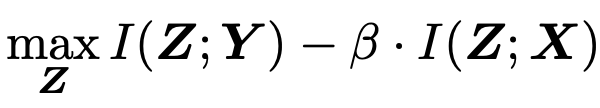 max_Z I(Z; Y) − β · I(Z; X)